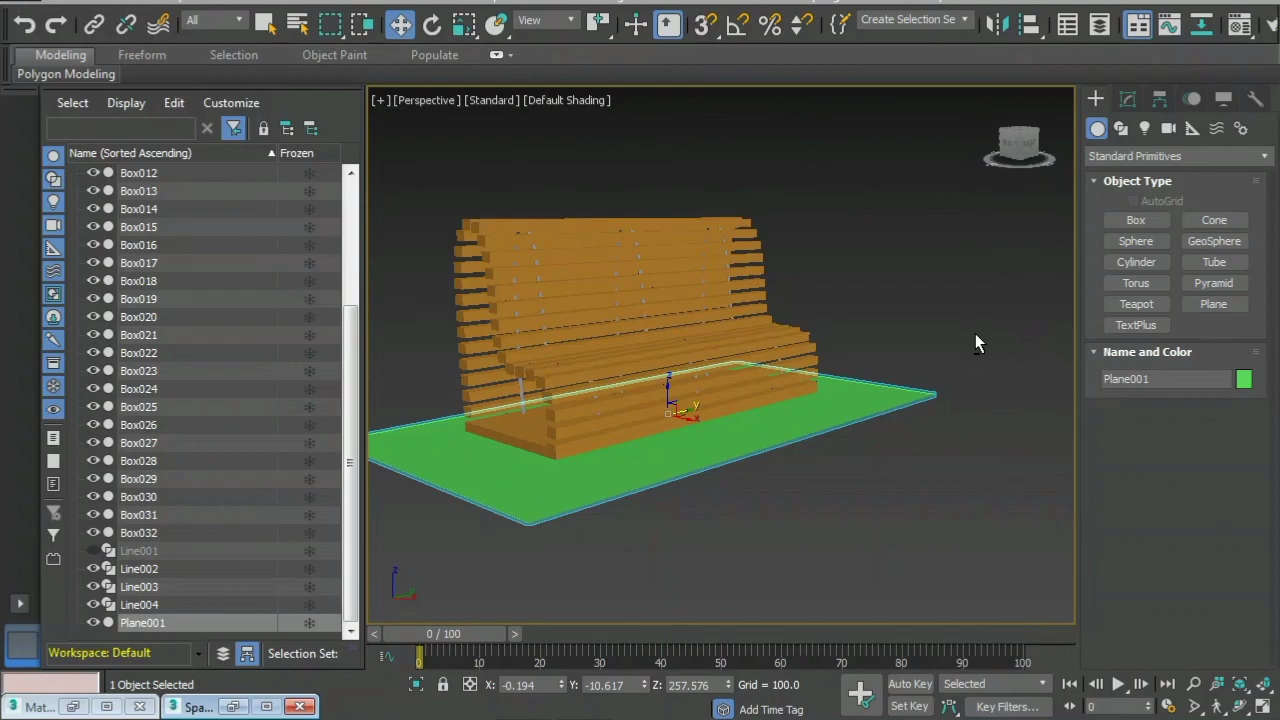 All
View
3
Create Selection Se
Modeling Freeform Selection Object Paint Populate
Polygon Modeling
Select Display Edit Customize
Name (Sorted Ascending) Frozen
Box012
Box013
Box014
Box015
Box016
Box017
Box018
Box019
Box020
Box021
Box022
Box023
Box024
Box025
Box026
Box027
Box028
Box029
Box030
Box031
Box032
Line001
Line002
Line003
Line004
Plane001
Workspace: Default Selection Set:
[+] [Perspective] [Standard] [Default Shading]
z
y
x
z
Standard Primitives
Object Type
AutoGrid
Box Cone
Sphere GeoSphere
Cylinder Tube
Torus Pyramid
Teapot Plane
TextPlus
Name and Color
Plane001
< 0 / 100 >
0 10 20 30 40 50 60 70 80 90 100
1 Object Selected X: -0.194 Y: -10.617 Z: 257.576 Grid = 100.0 Auto Key Selected
3 Mat... 3 Spa... Add Time Tag Set Key Key Filters... 0